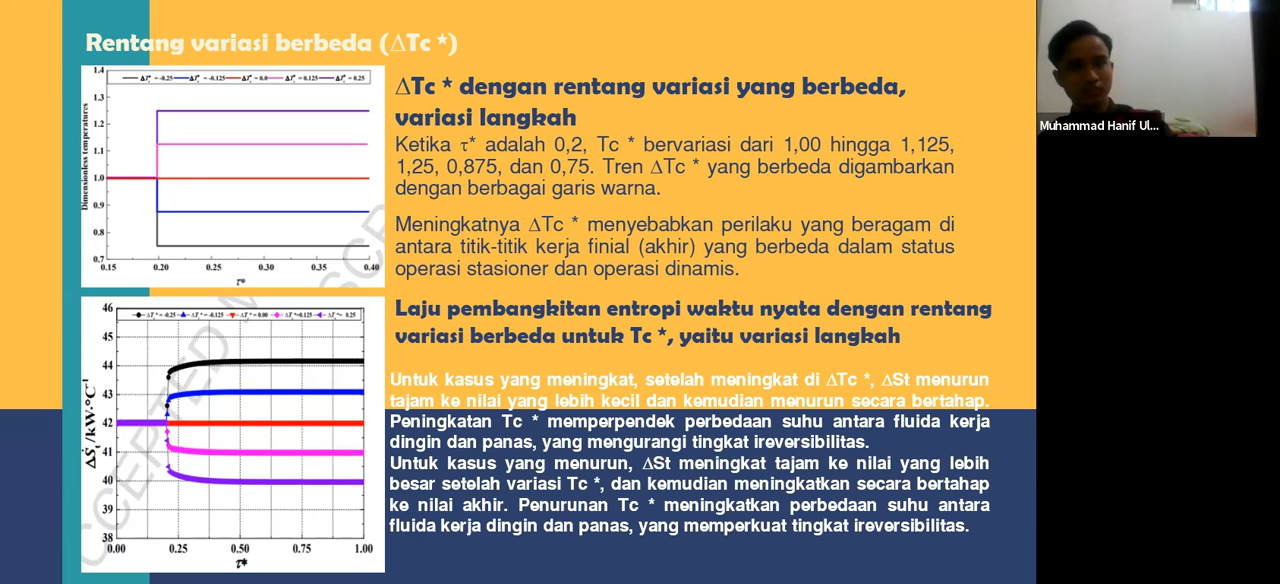 Rentang variasi berbeda (∆Tc *)
1.4
1.3
1.2
1.1
1.0
0.9
0.8
0.7
0.15
0.20
0.25
0.30
0.35
0.40
Dimensionless temperatures
τ*
∆Tc * dengan rentang variasi yang berbeda,
variasi langkah
Ketika τ* adalah 0,2, Tc * bervariasi dari 1,00 hingga 1,125,
1,25, 0,875, dan 0,75. Tren ∆Tc * yang berbeda digambarkan
dengan berbagai garis warna.
Meningkatnya ∆Tc * menyebabkan perilaku yang beragam di
antara titik-titik kerja finial (akhir) yang berbeda dalam status
operasi stasioner dan operasi dinamis.
46
45
44
43
42
41
40
39
38
0.00
0.25
0.50
0.75
1.00
τ*
Laju pembangkitan entropi waktu nyata dengan rentang
variasi berbeda untuk Tc *, yaitu variasi langkah
Untuk kasus yang meningkat, setelah meningkat di ∆Tc *, ∆St menurun
tajam ke nilai yang lebih kecil dan kemudian menurun secara bertahap.
Peningkatan Tc * memperpendek perbedaan suhu antara fluida kerja
dingin dan panas, yang mengurangi tingkat ireversibilitas.
Untuk kasus yang menurun, ∆St meningkat tajam ke nilai yang lebih
besar setelah variasi Tc *, dan kemudian meningkatkan secara bertahap
ke nilai akhir. Penurunan Tc * meningkatkan perbedaan suhu antara
fluida kerja dingin dan panas, yang memperkuat tingkat ireversibilitas.
Muhammad Hanif Ul...